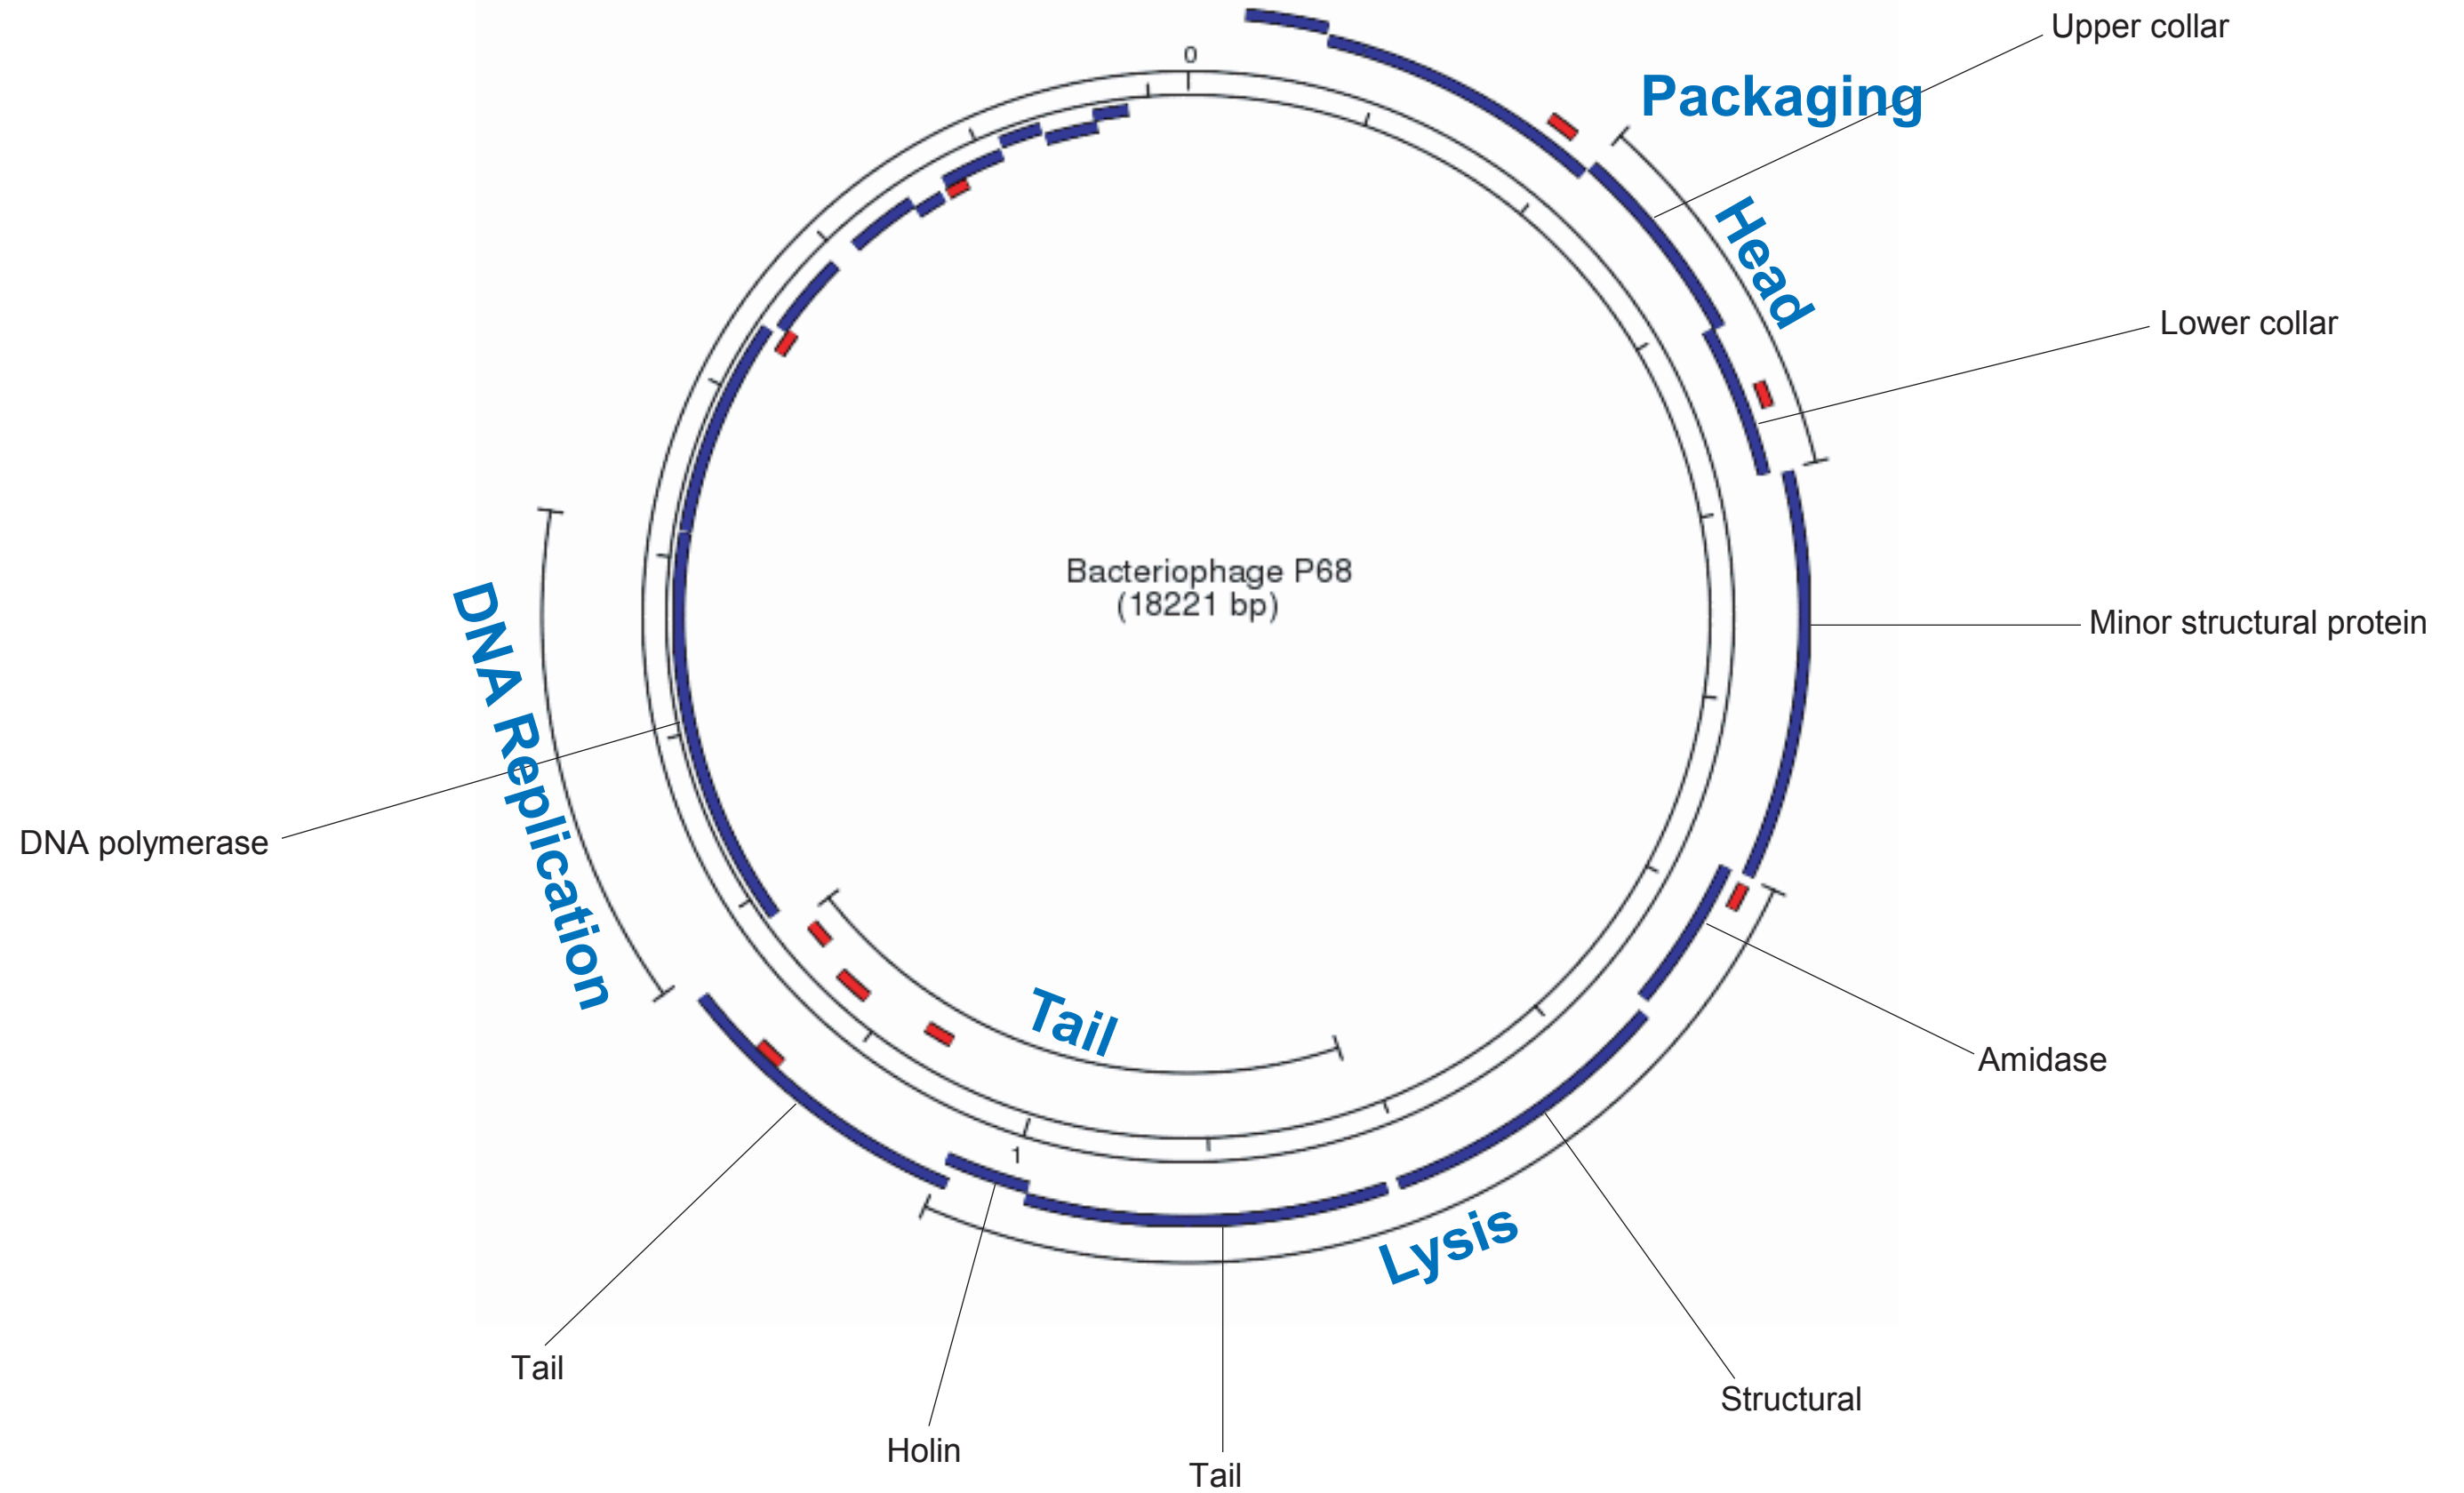 Upper collar
0
Packaging
Head
Lower collar
Bacteriophage P68
(18221 bp)
DNA Replication
Minor structural protein
DNA polymerase
Tail
Amidase
1
Lysis
Tail
Structural
Holin
Tail